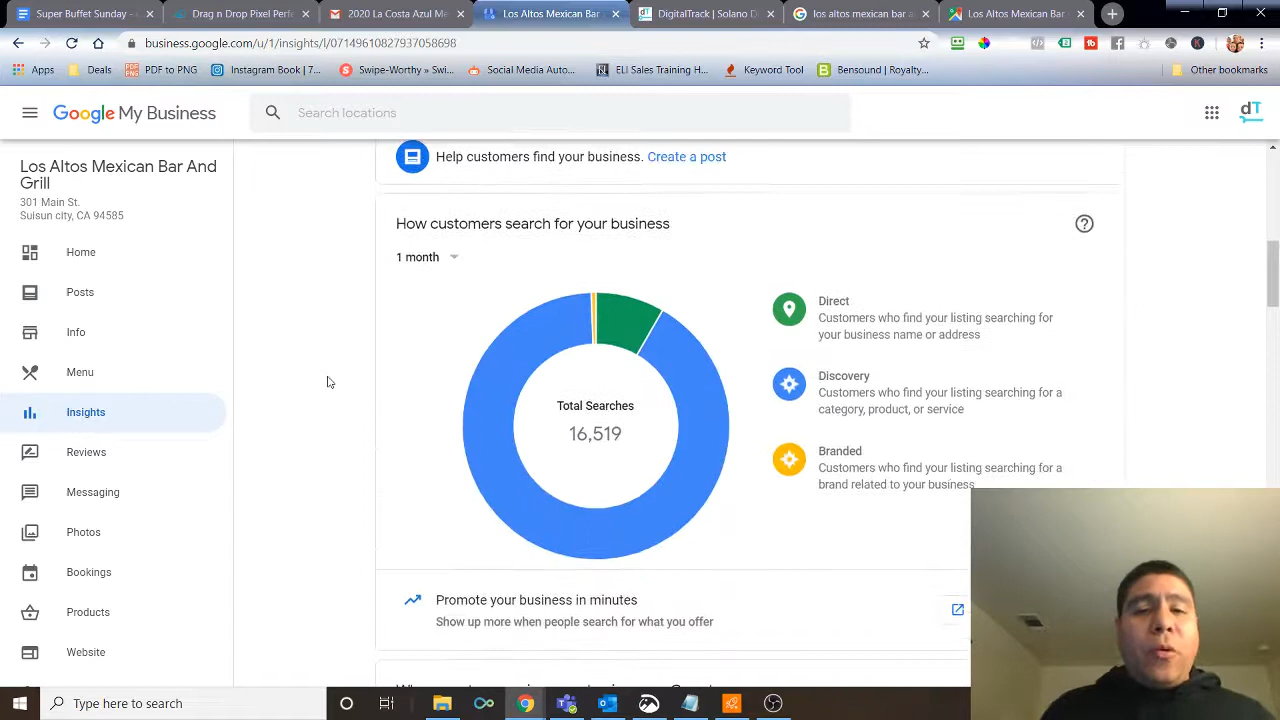 Super Buffet Sunday
Drag n Drop Pixel Perfe
2020 La Costa Azul Me
Los Altos Mexican Bar
DigitalTrack | Solano D
los altos mexican bar a
Los Altos Mexican Bar
business.google.com/c/1/insights/l/07149610827937058698
Apps
Deals
PDF to PNG
Instagram Book | 7...
Swipe-Worthy » Swi...
Social Media Auto...
ELI Sales Training H...
Keyword Tool
Bensound | Royalty...
Other bookmarks
Google My Business
Search locations
dT
Los Altos Mexican Bar And
Grill
301 Main St.
Suisun city, CA 94585
Home
Posts
Info
Menu
Insights
Reviews
Messaging
Photos
Bookings
Products
Website
Help customers find your business. Create a post
How customers search for your business
1 month
Total Searches
16,519
Direct
Customers who find your listing searching for
your business name or address
Discovery
Customers who find your listing searching for a
category, product, or service
Branded
Customers who find your listing searching for a
brand related to your business
Promote your business in minutes
Show up more when people search for what you offer
Type here to search